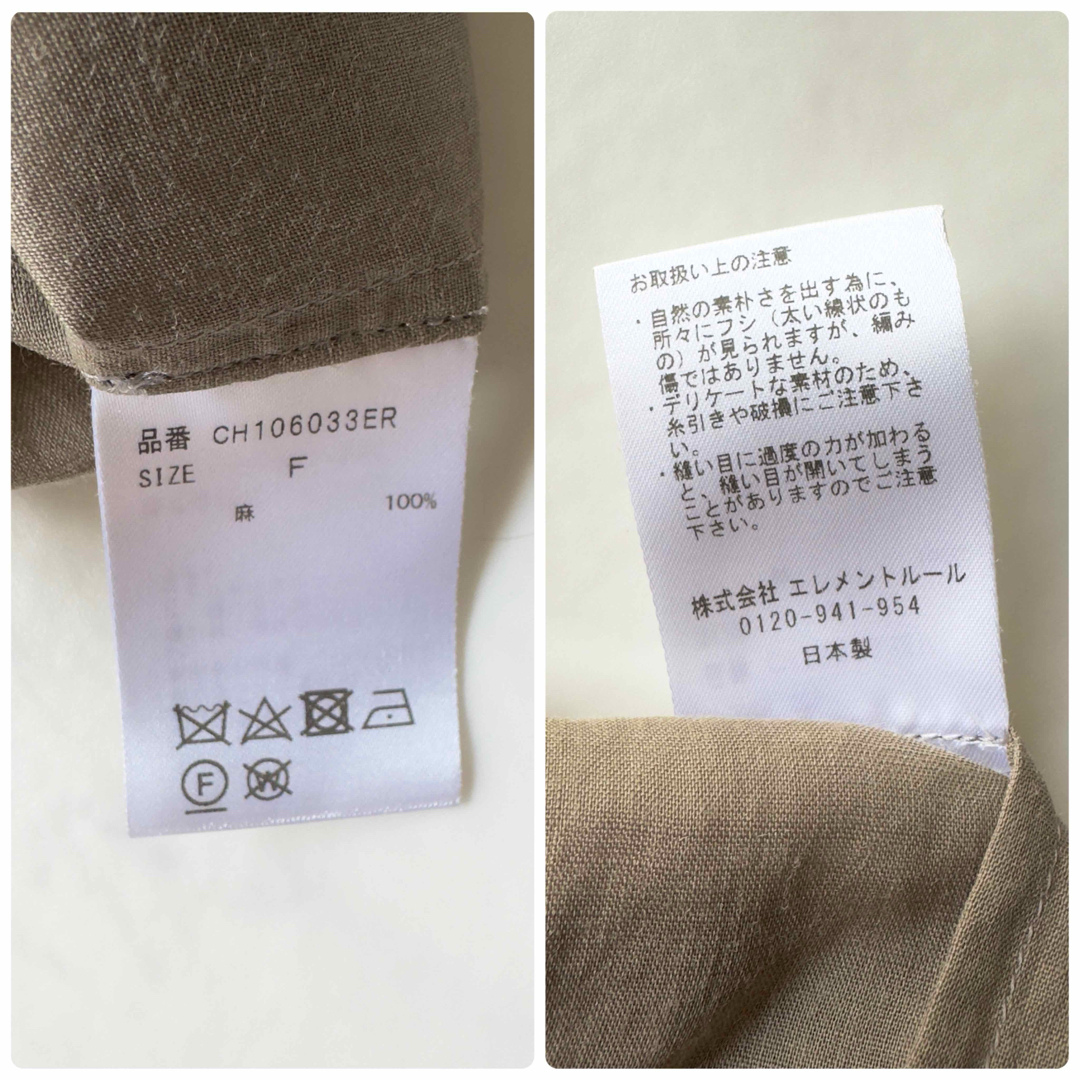 品番 CH106033ER
SIZE F
麻 100%
F
W
お取扱い上の注意
・自然の素朴さを出す為に、
所々にフシ（太い線状のも
の）が見られますが、編み
傷ではありません。
・デリケートな素材のため、
糸引きや破損にご注意下さ
い。
・縫い目に過度の力が加わる
と、縫い目が開いてしまう
ことがありますのでご注意
下さい。
株式会社 エレメントルール
0120-941-954
日本製